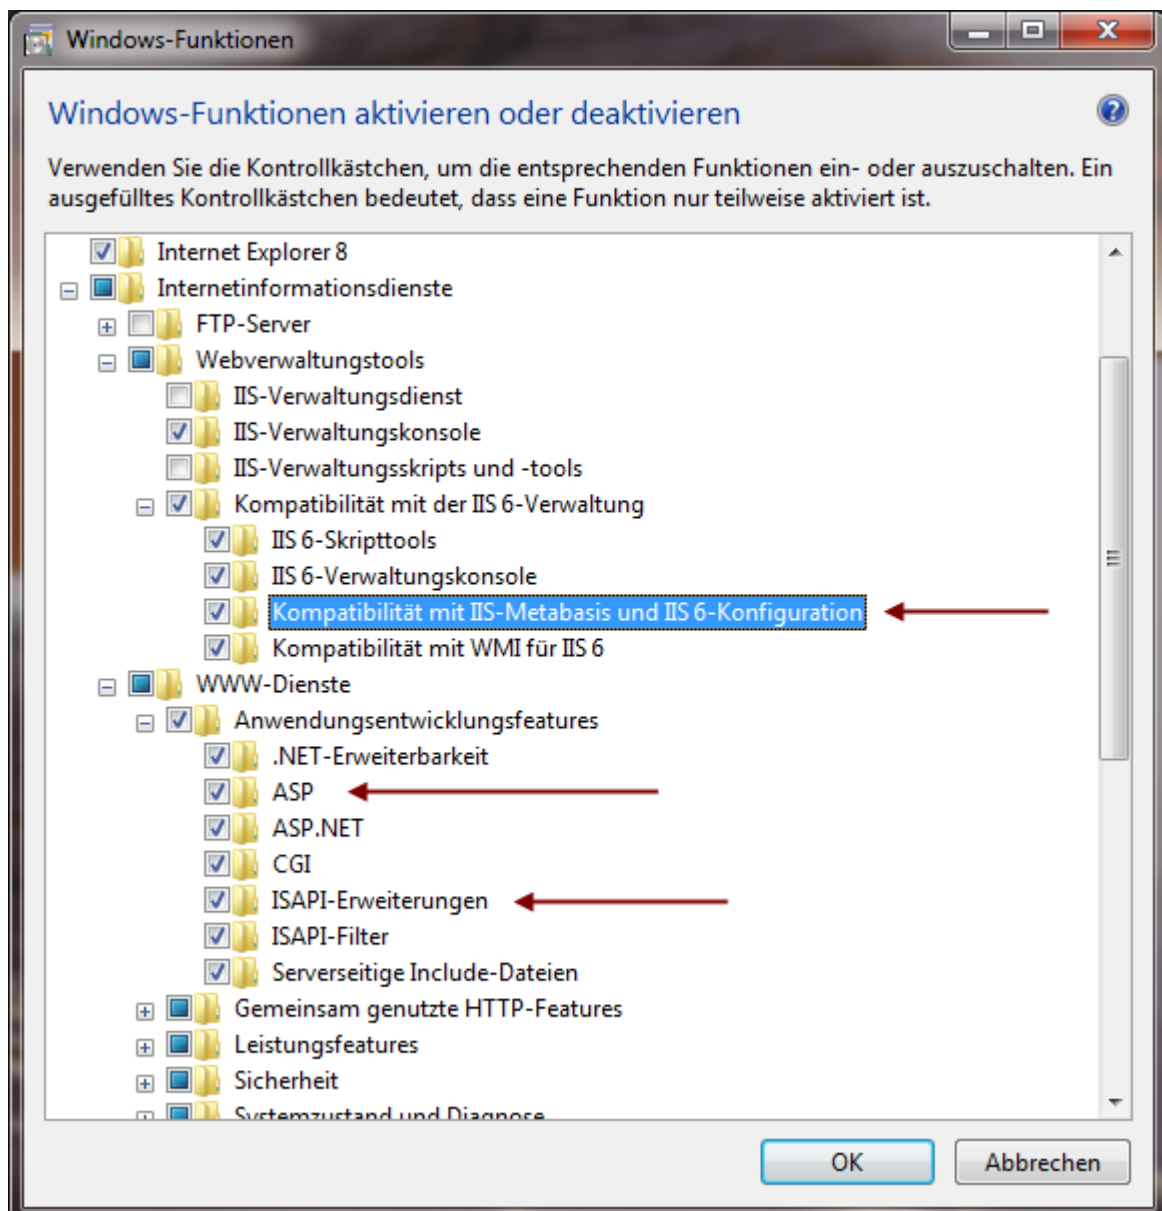 Windows-Funktionen
Windows-Funktionen aktivieren oder deaktivieren
Verwenden Sie die Kontrollkästchen, um die entsprechenden Funktionen ein- oder auszuschalten. Ein
ausgefülltes Kontrollkästchen bedeutet, dass eine Funktion nur teilweise aktiviert ist.
Internet Explorer 8
Internetinformationsdienste
FTP-Server
Webverwaltungstools
IIS-Verwaltungsdienst
IIS-Verwaltungskonsole
IIS-Verwaltungsskripts und -tools
Kompatibilität mit der IIS 6-Verwaltung
IIS 6-Skripttools
IIS 6-Verwaltungskonsole
Kompatibilität mit IIS-Metabasis und IIS 6-Konfiguration
Kompatibilität mit WMI für IIS 6
WWW-Dienste
Anwendungsentwicklungsfeatures
.NET-Erweiterbarkeit
ASP
ASP.NET
CGI
ISAPI-Erweiterungen
ISAPI-Filter
Serverseitige Include-Dateien
Gemeinsam genutzte HTTP-Features
Leistungsfeatures
Sicherheit
Systemzustand und Diagnose
OK
Abbrechen